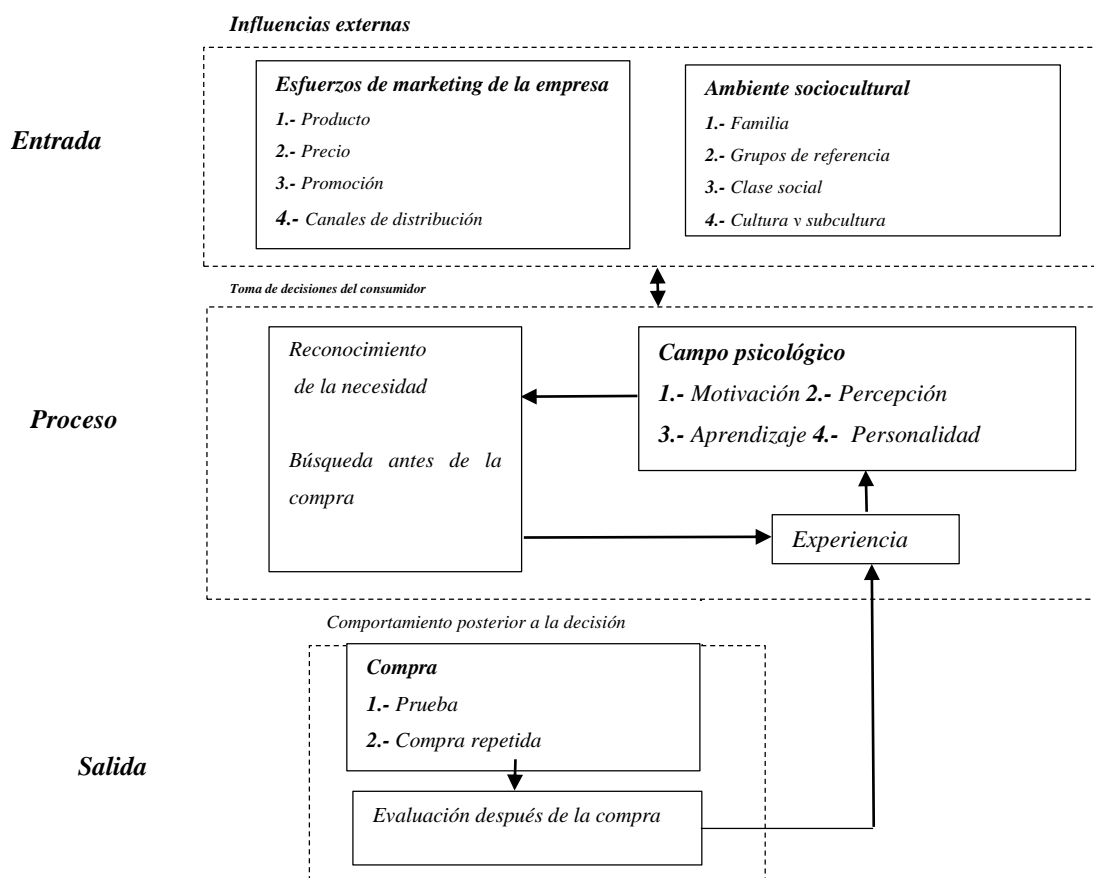 Influencias externas
Entrada
Esfuerzos de marketing de la empresa
1.- Producto
2.- Precio
3.- Promoción
4.- Canales de distribución
Ambiente sociocultural
1.- Familia
2.- Grupos de referencia
3.- Clase social
4.- Cultura y subcultura
Toma de decisiones del consumidor
Proceso
Reconocimiento
de la necesidad
Búsqueda antes de la
compra
Campo psicológico
1.- Motivación 2.- Percepción
3.- Aprendizaje 4.- Personalidad
Experiencia
Comportamiento posterior a la decisión
Salida
Compra
1.- Prueba
2.- Compra repetida
Evaluación después de la compra